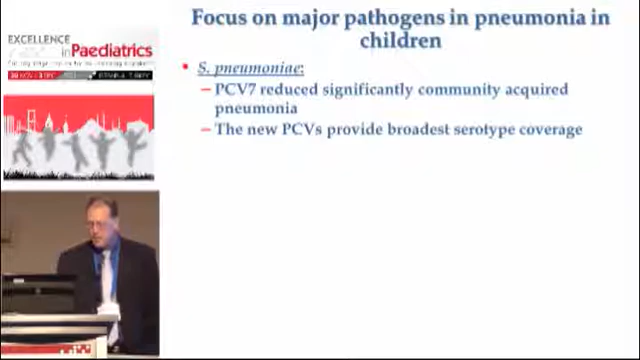 Focus on major pathogens in pneumonia in
children
EXCELLENCE
in Paediatrics
• S. pneumoniae:
– PCV7 reduced significantly community acquired
pneumonia
– The new PCVs provide broadest serotype coverage